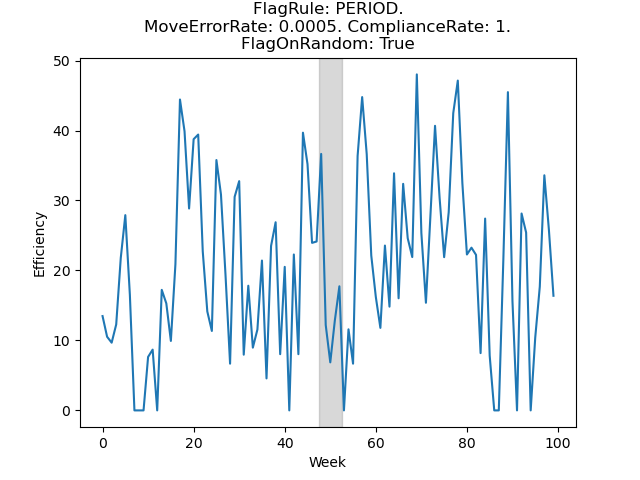 FlagRule: PERIOD.
MoveErrorRate: 0.0005. ComplianceRate: 1.
FlagOnRandom: True
50
40
30
20
10
0
Efficiency
0 20 40 60 80 100
Week